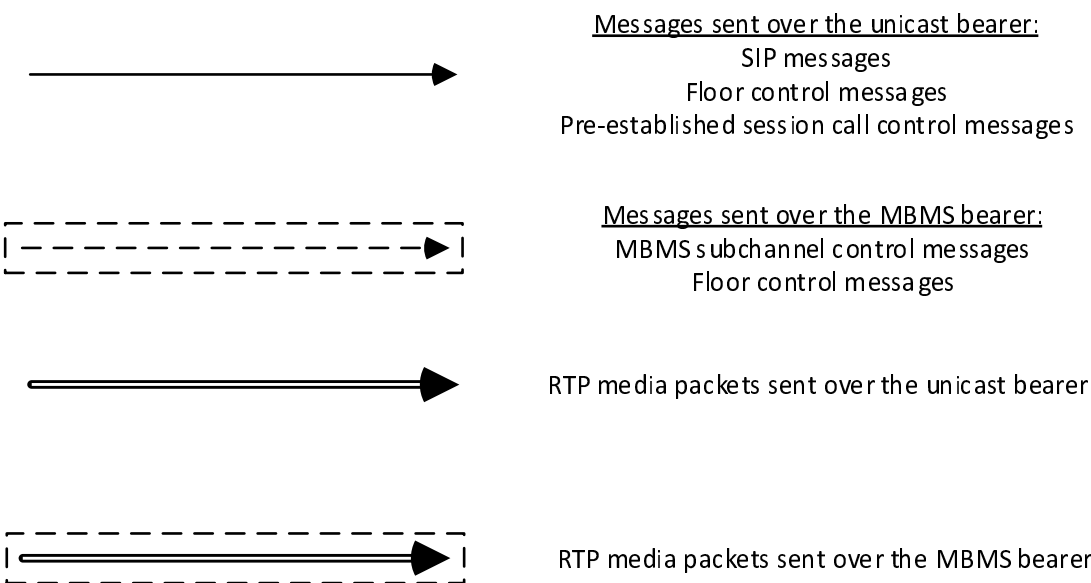 Messages sent over the unicast bearer:
SIP messages
Floor control messages
Pre-established session call control messages
Messages sent over the MBMS bearer:
MBMS subchannel control messages
Floor control messages
RTP media packets sent over the unicast bearer
RTP media packets sent over the MBMS bearer